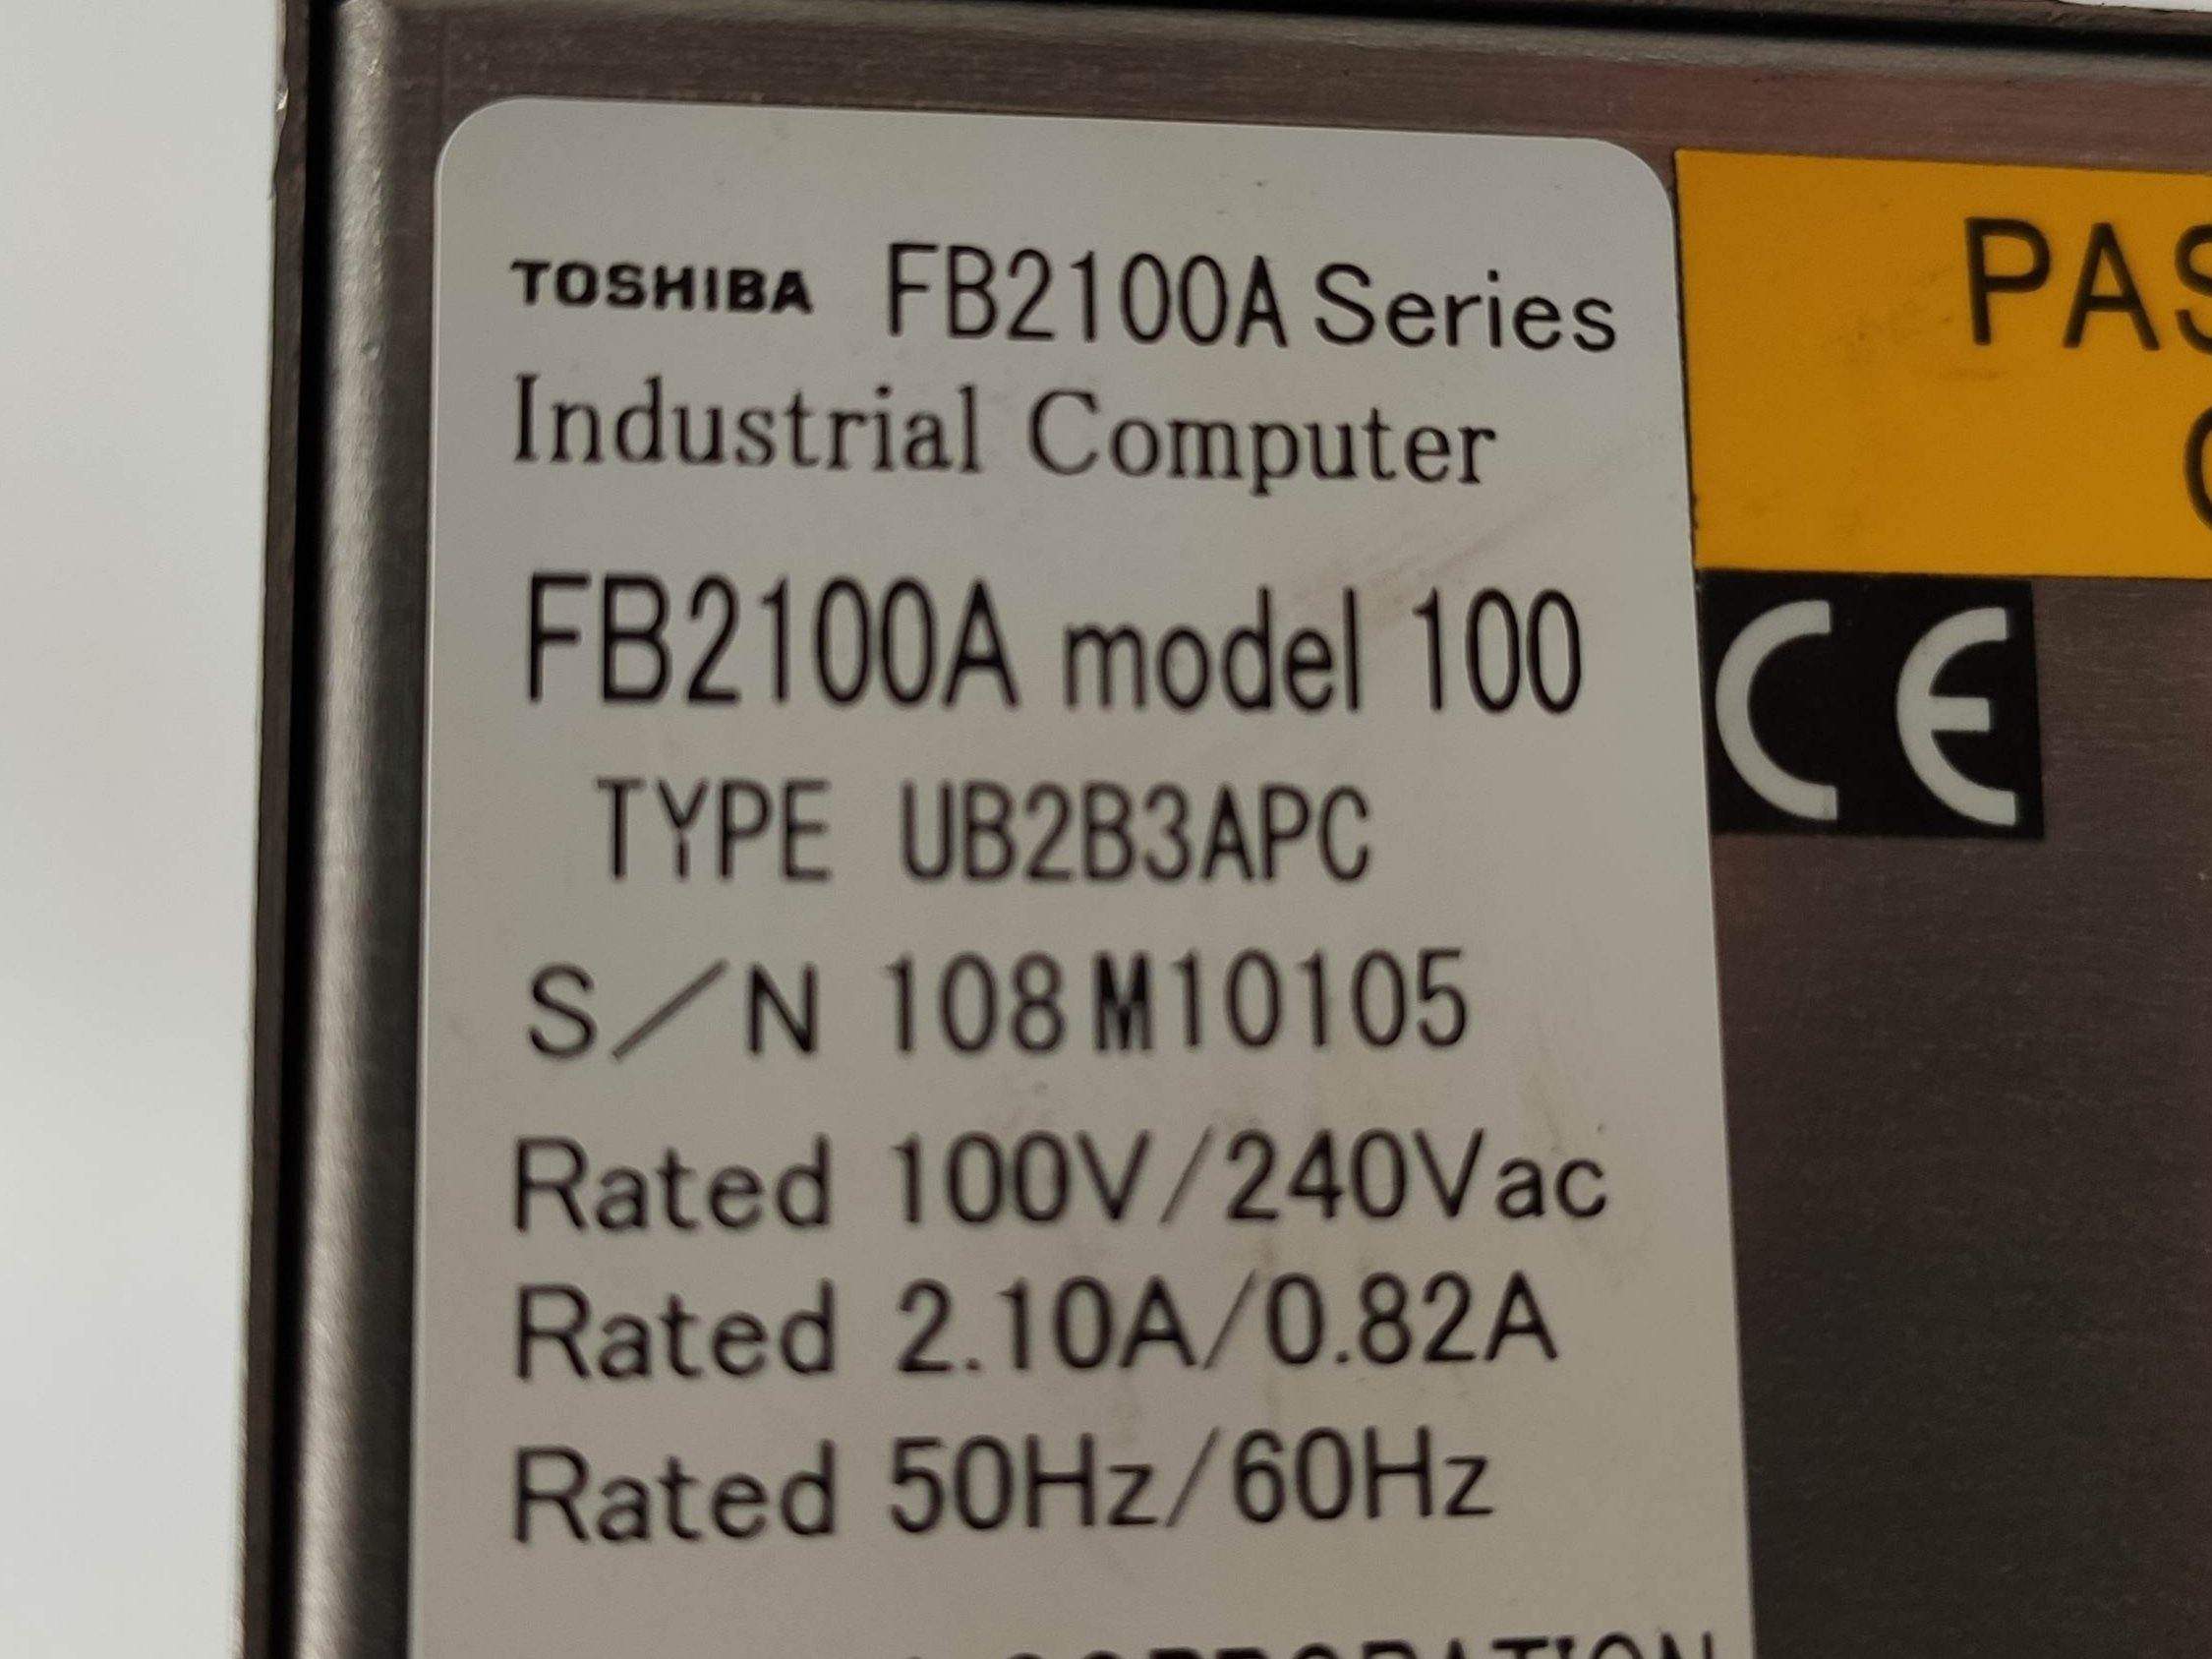 TOSHIBA FB2100A Series
Industrial Computer
FB2100A model 100
TYPE UB2B3APC
S/N 108M10105
Rated 100V/240Vac
Rated 2.10A/0.82A
Rated 50Hz/60Hz
CORPORATION
PAS
CE